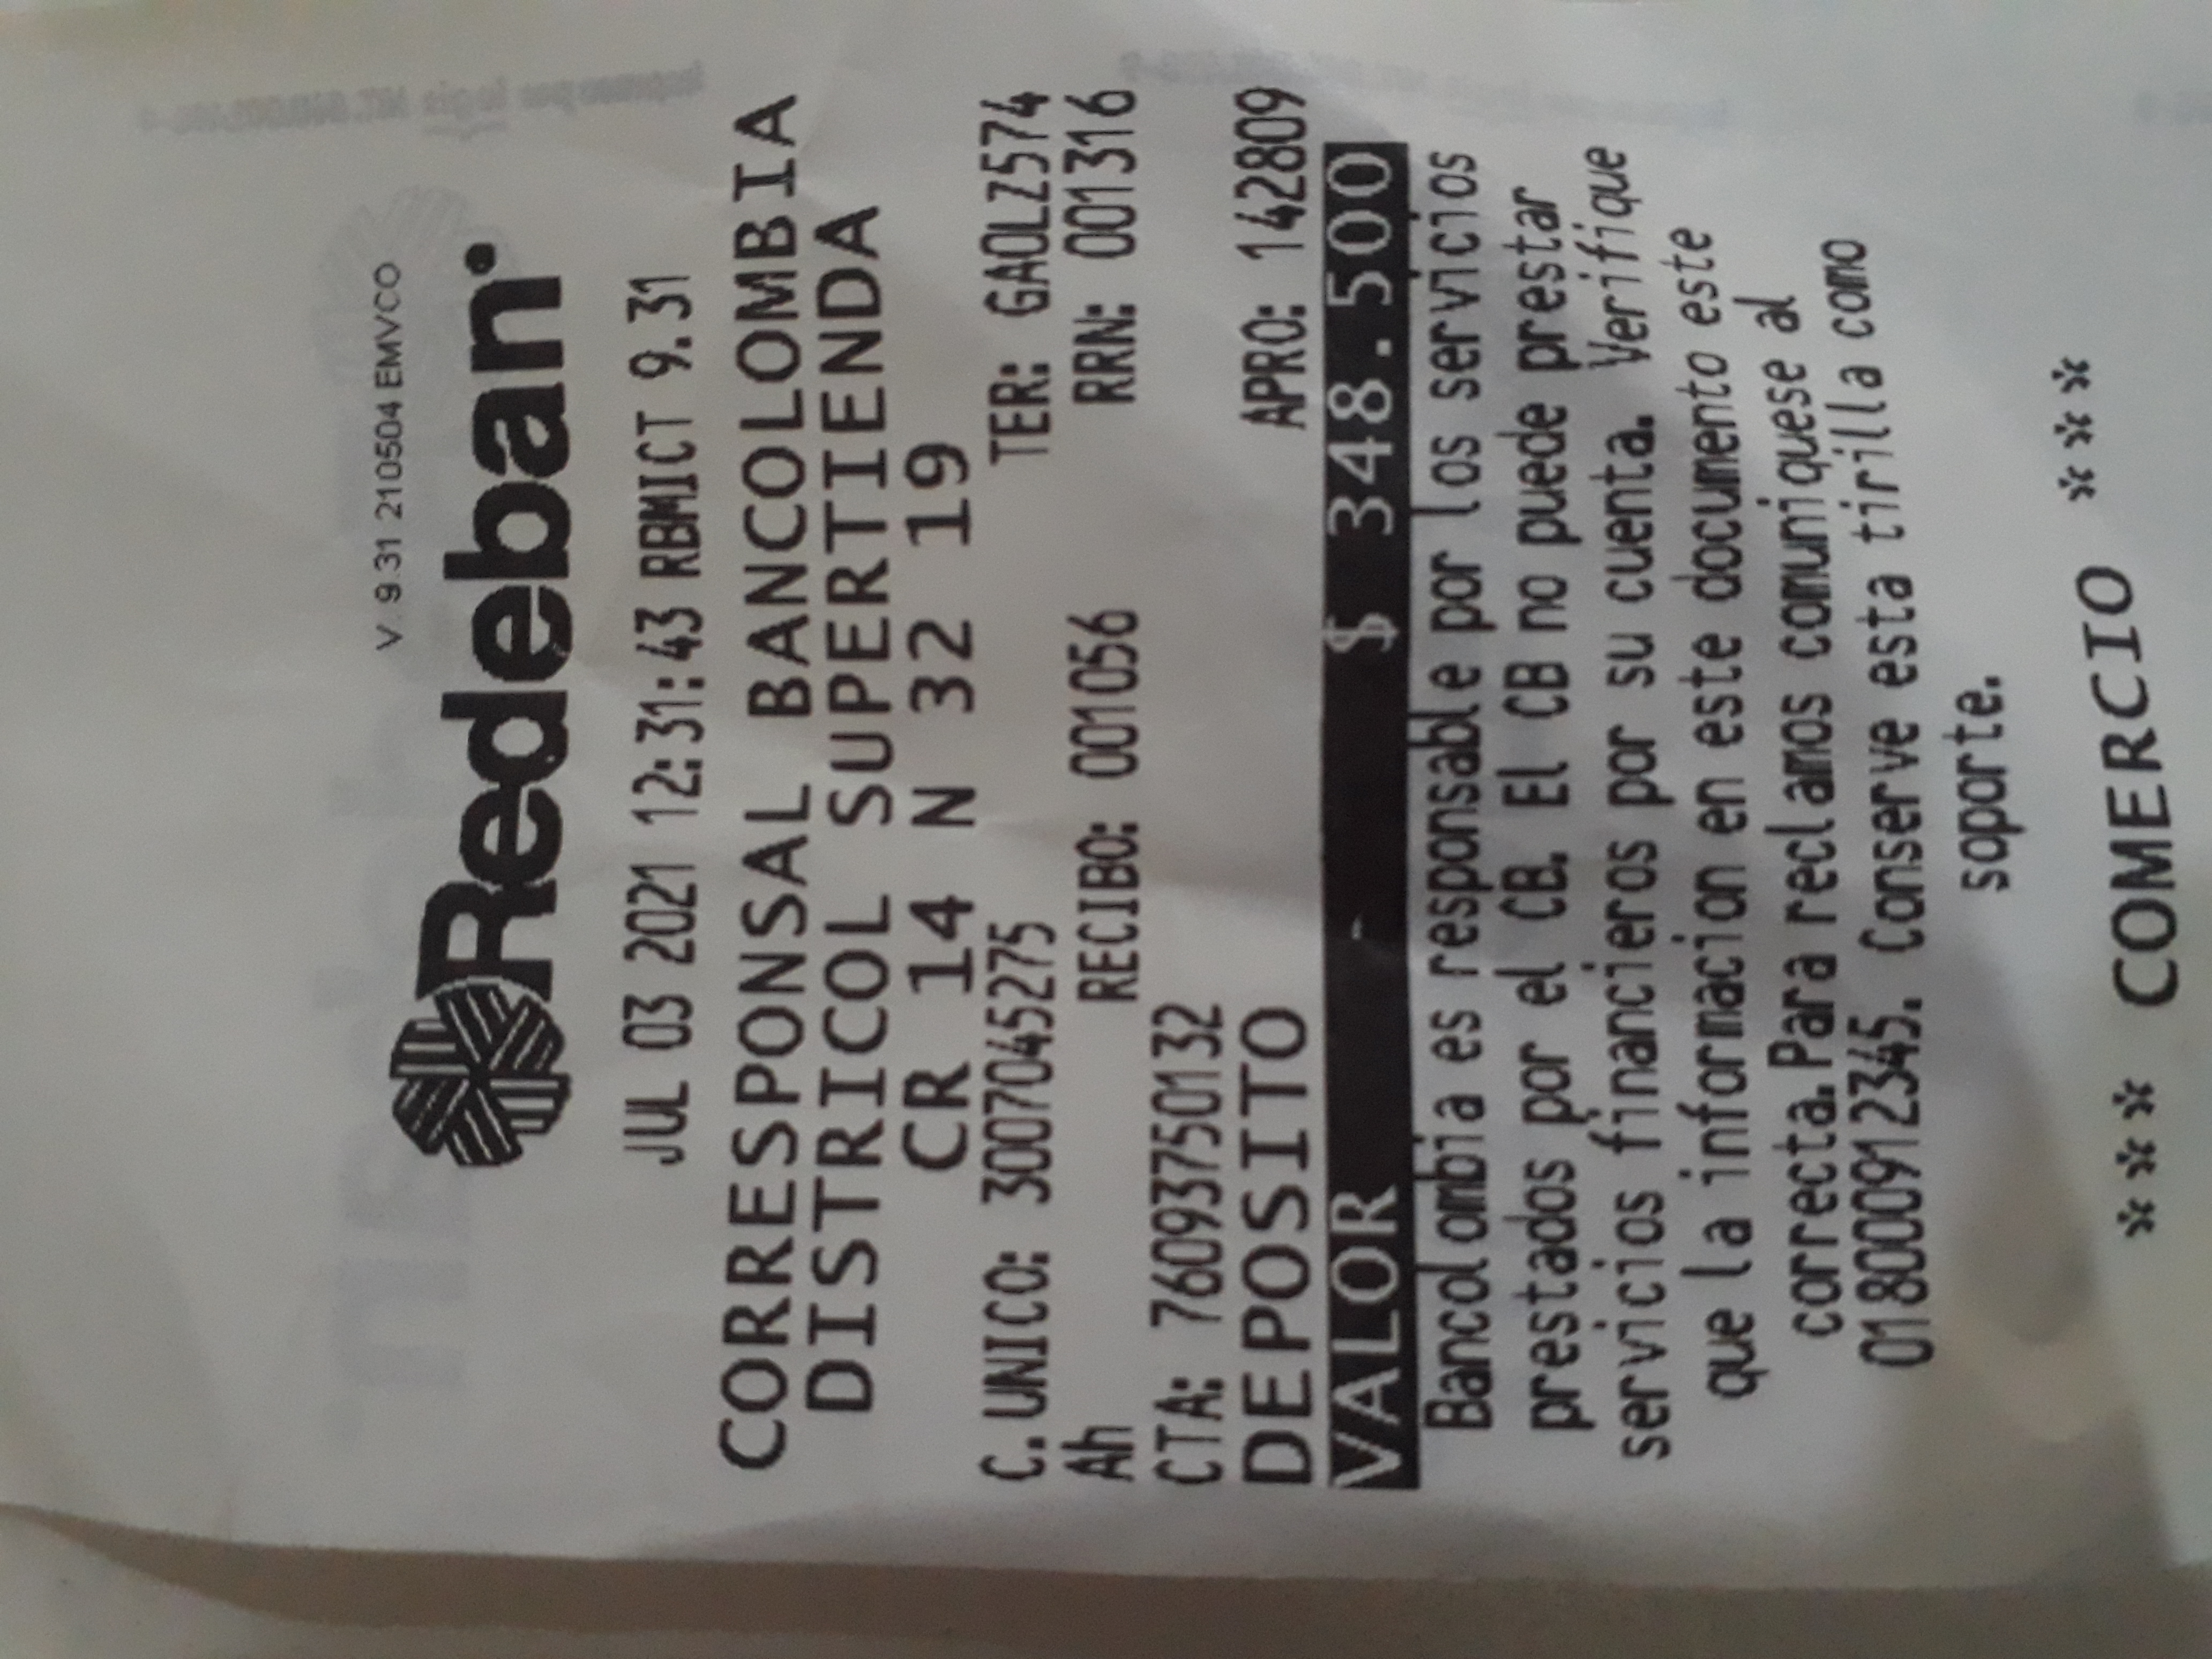 V. 9.31 210504 EMVCO
Redeban
JUL 03 2021 12:31:43 RBMICT 9.31
CORRESPONSAL BANCOLOMBIA
DISTRICOL SUPERTIENDA
CR 14 N 32 19
C.UNICO: 3007045275 TER: GAOLZ574
Ah RECIBO: 001056 RRN: 001316
CTA: 76093750132
DEPOSITO APRO: 142809
VALOR $ 348.500
Bancolombia es responsable por los servicios
prestados por el CB. El CB no puede prestar
servicios financieros por su cuenta. Verifique
que la informacion en este documento este
correcta.Para reclamos comuniquese al
018000912345. Conserve esta tirilla como
soporte.
*** COMERCIO ***